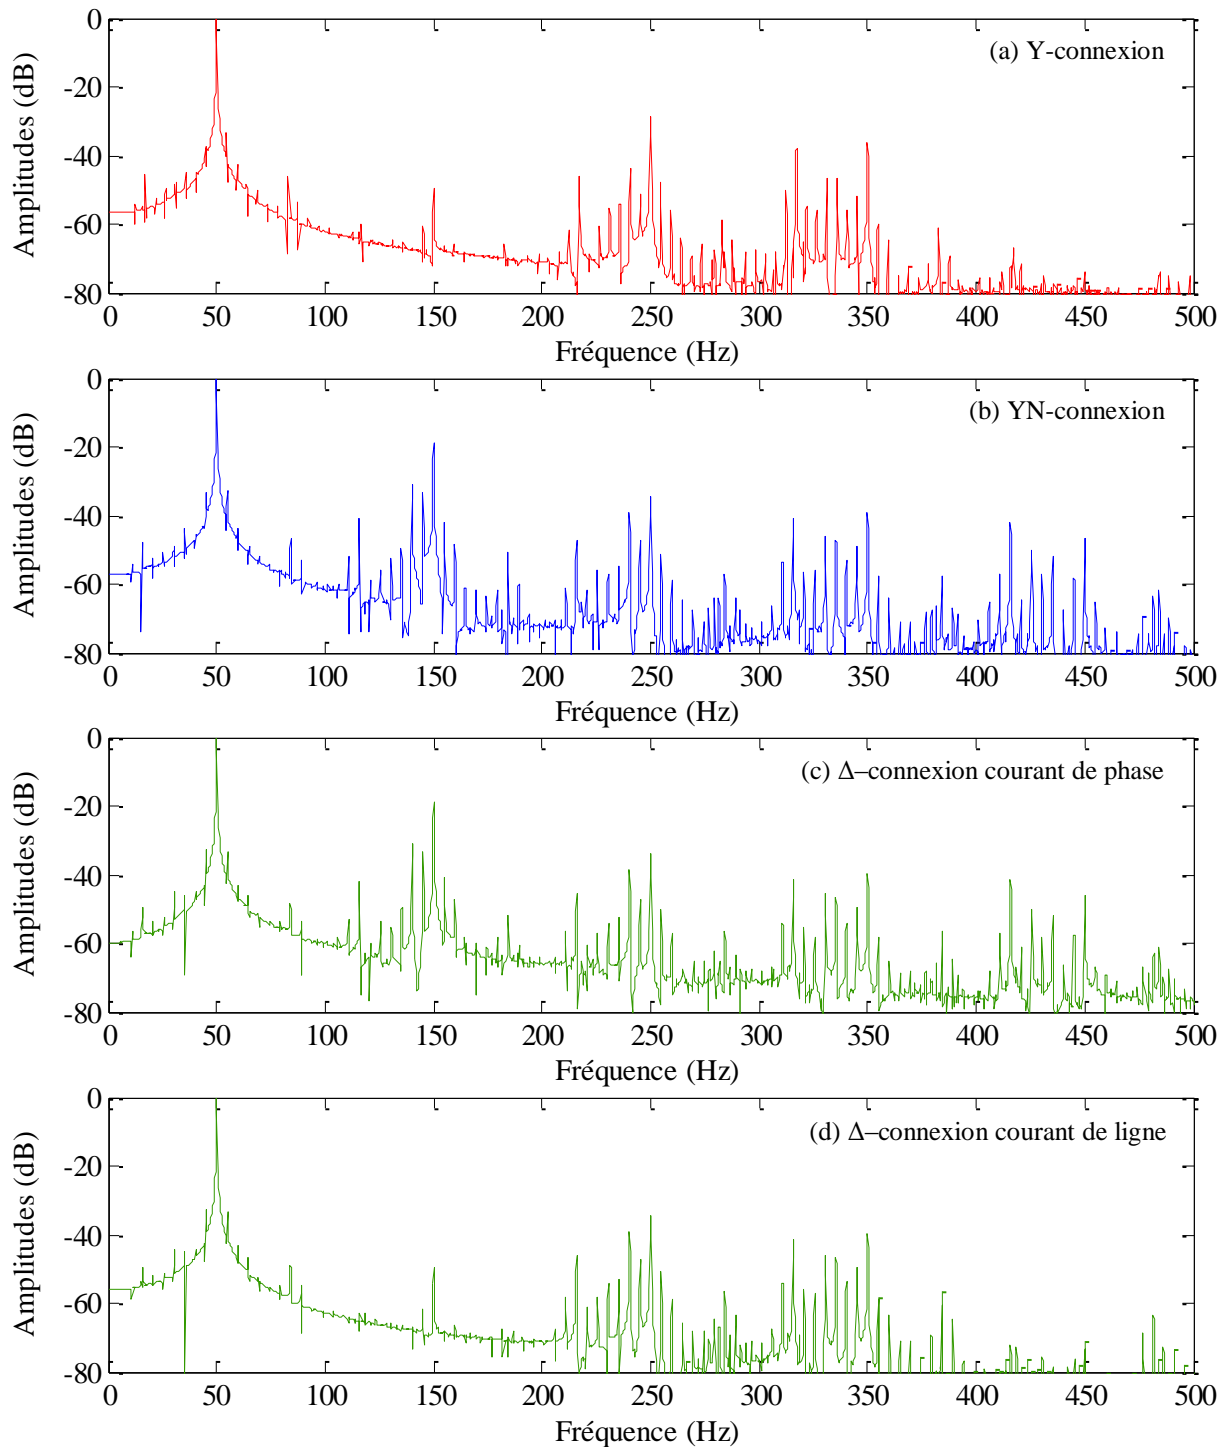 (a) Y-connexion
Amplitudes (dB)
0
-20
-40
-60
-80
0 50 100 150 200 250 300 350 400 450 500
Fréquence (Hz)
(b) YN-connexion
Amplitudes (dB)
0
-20
-40
-60
-80
0 50 100 150 200 250 300 350 400 450 500
Fréquence (Hz)
(c) Δ–connexion courant de phase
Amplitudes (dB)
0
-20
-40
-60
-80
0 50 100 150 200 250 300 350 400 450 500
Fréquence (Hz)
(d) Δ–connexion courant de ligne
Amplitudes (dB)
0
-20
-40
-60
-80
0 50 100 150 200 250 300 350 400 450 500
Fréquence (Hz)